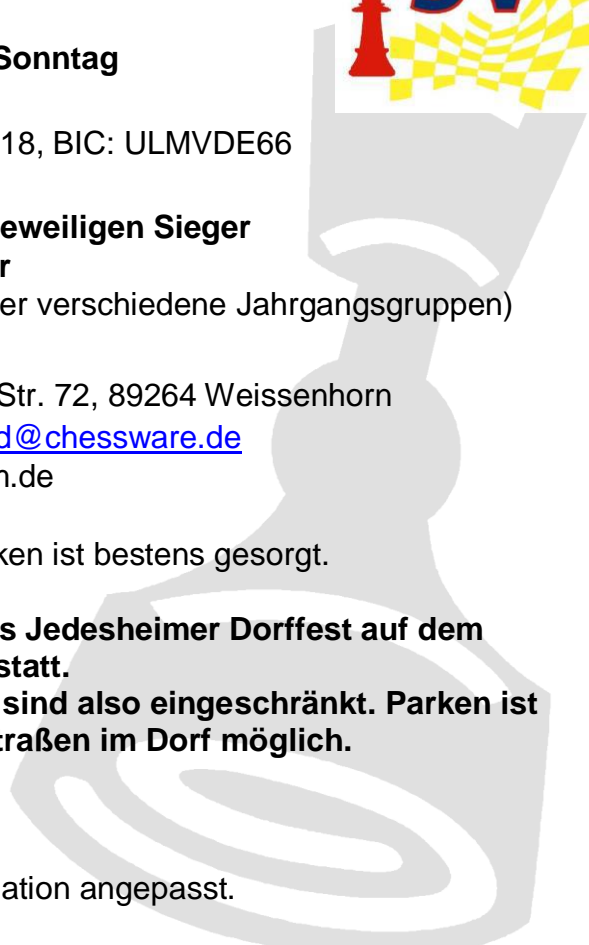 SV
Sonntag
18, BIC: ULMVDE66
eweiligen Sieger
r
er verschiedene Jahrgangsgruppen)
Str. 72, 89264 Weissenhorn
d@chessware.de
n.de
ken ist bestens gesorgt.
s Jedesheimer Dorffest auf dem
statt.
sind also eingeschränkt. Parken ist
traßen im Dorf möglich.
ation angepasst.